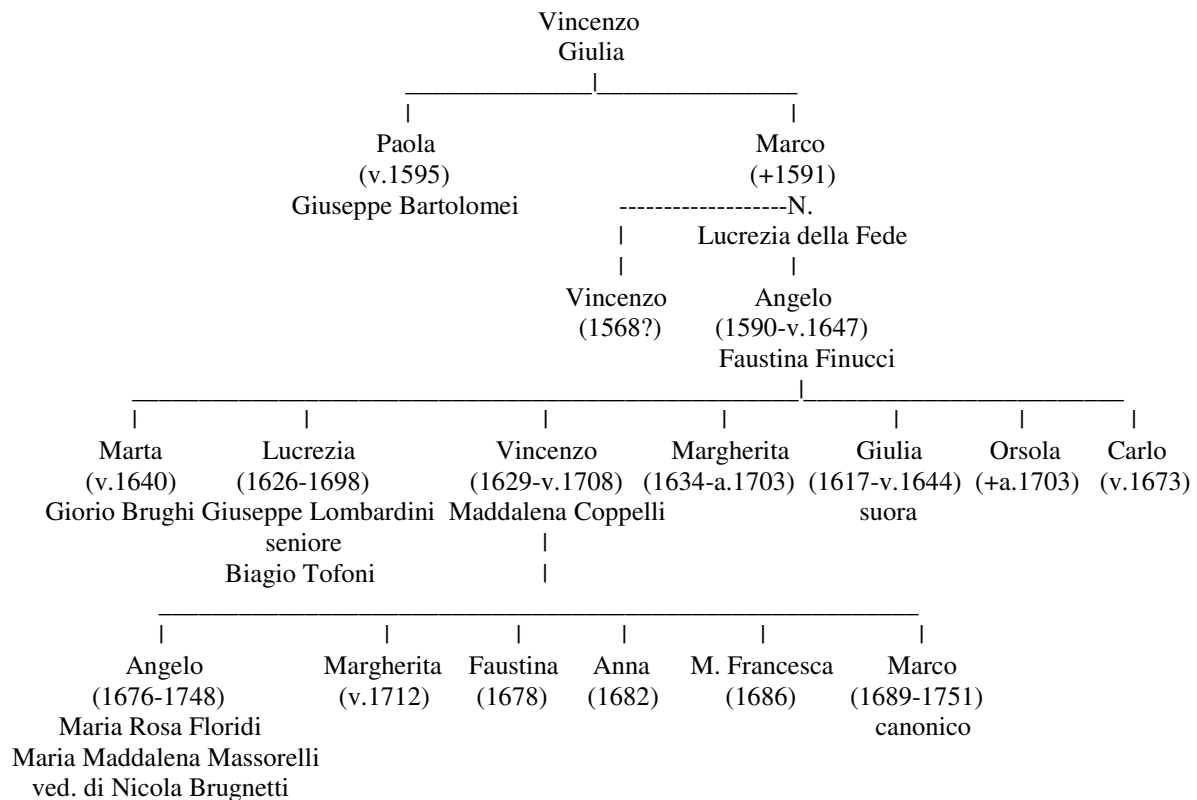 Vincenzo
Giulia
Paola Marco
(v.1595) (+1591)
Giuseppe Bartolomei -------------------N.
Lucrezia della Fede
Vincenzo Angelo
(1568?) (1590-v.1647)
Faustina Finucci
Marta Lucrezia Vincenzo Margherita Giulia Orsola Carlo
(v.1640) (1626-1698) (1629-v.1708) (1634-a.1703) (1617-v.1644) (+a.1703) (v.1673)
Giorio Brughi Giuseppe Lombardini Maddalena Coppelli suora
seniore
Biagio Tofoni
Angelo Margherita Faustina Anna M. Francesca Marco
(1676-1748) (v.1712) (1678) (1682) (1686) (1689-1751)
Maria Rosa Floridi canonico
Maria Maddalena Massorelli
ved. di Nicola Brugnetti